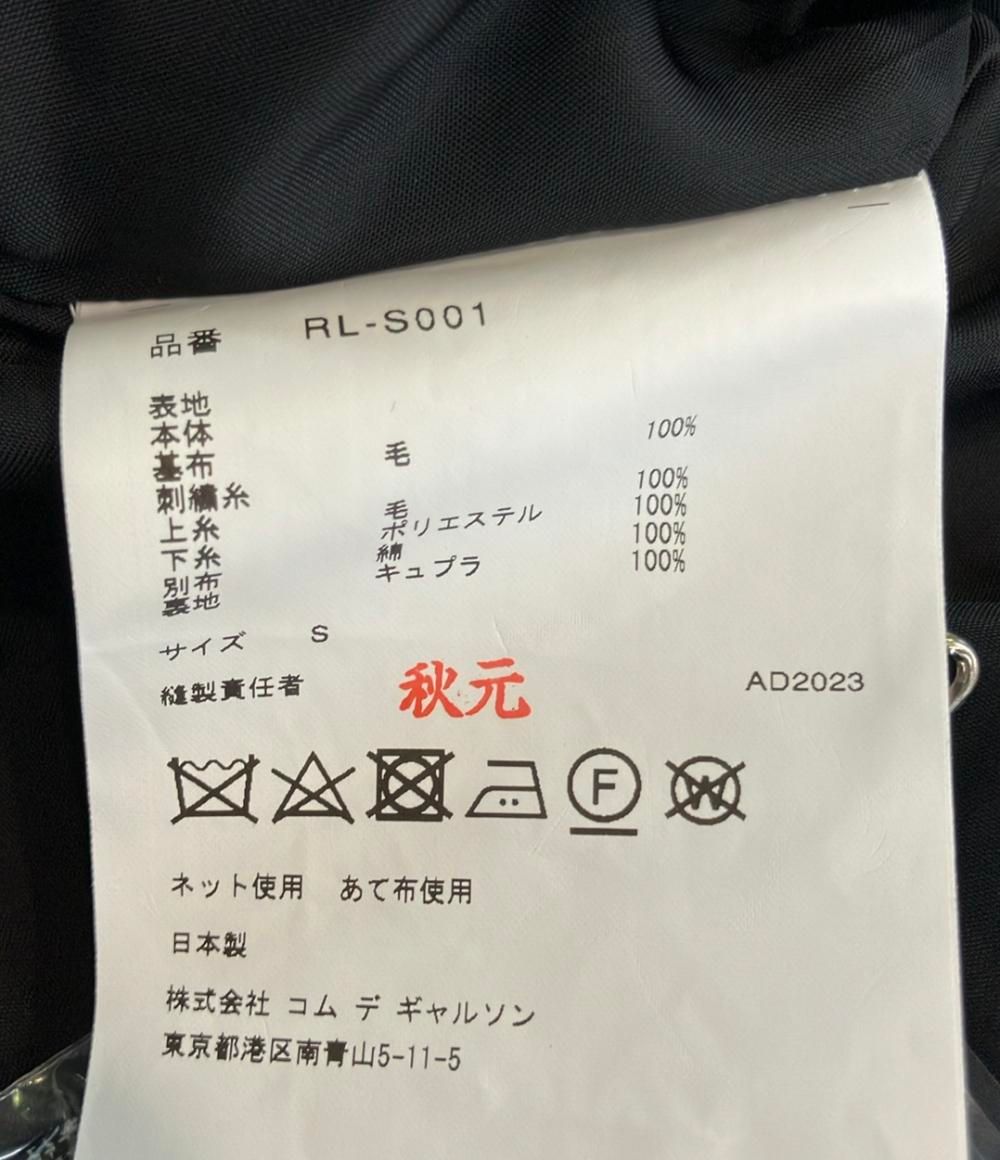 品番 RL-S001
表地
本体
基布 毛 100%
刺繍糸
上糸 毛 100%
下糸 ポリエステル 100%
別布 綿 100%
裏地 キュプラ 100%
サイズ S
縫製責任者 秋元 AD2023
F
W
ネット使用 あて布使用
日本製
株式会社 コム デ ギャルソン
東京都港区南青山5-11-5